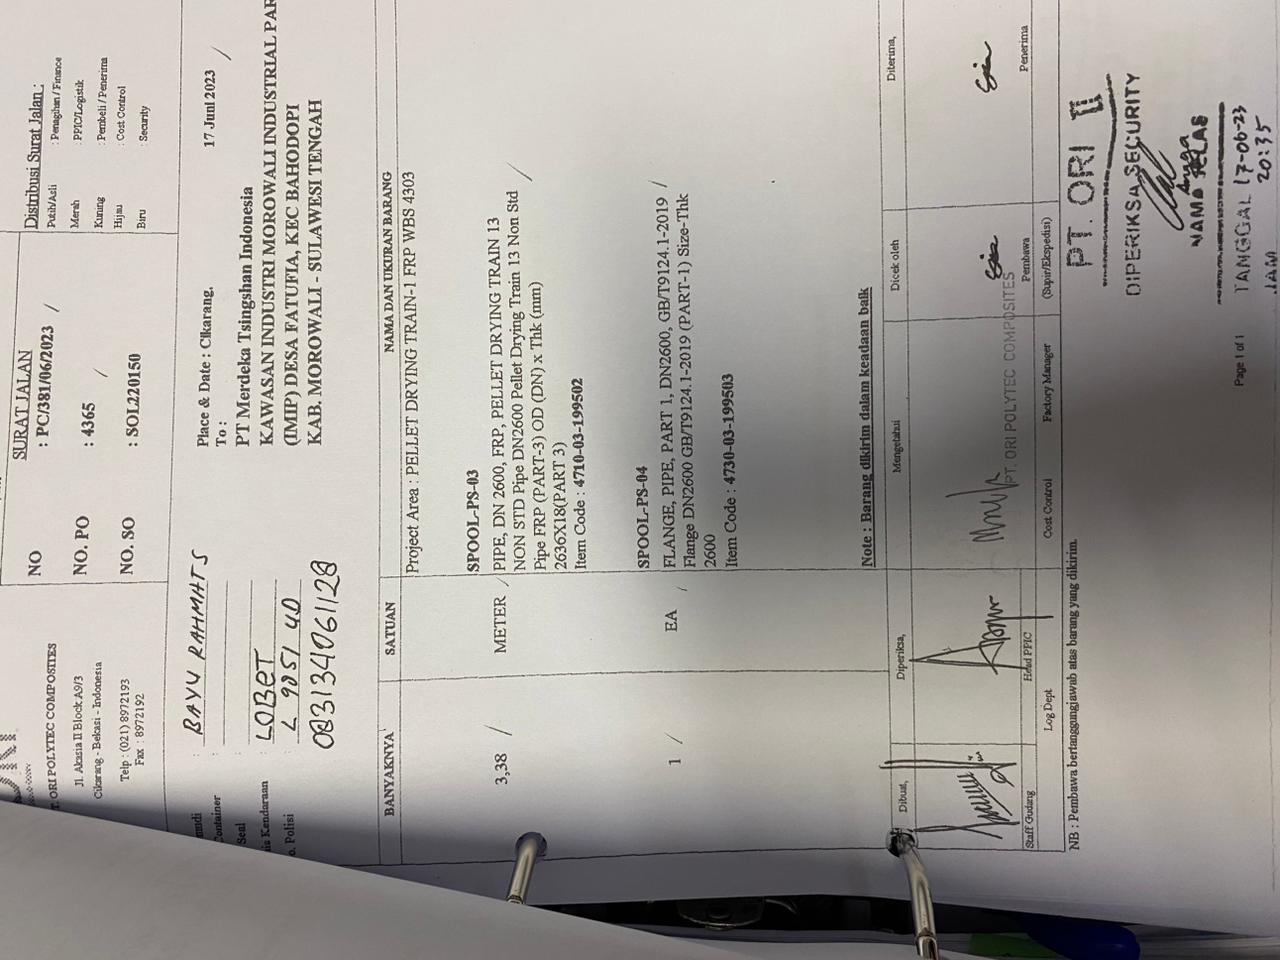 PT. ORI POLYTEC COMPOSITES
Jl. Akasia II Block A9/3
Cikarang - Bekasi - Indonesia
Telp : (021) 8972193
Fax : 8972192
SURAT JALAN
NO : PC/381/06/2023
NO. PO : 4365
NO. SO : SOL220150
Distribusi Surat Jalan :
Putih/Asli : Penagihan / Finance
Merah : PPIC/Logistik
Kuning : Pembeli / Penerima
Hijau : Cost Control
Biru : Security
: BAYU RAHMATS
Container :
Seal
Kendaraan : LOBET
Polisi : L 9051 UD
083134061128
Place & Date : Cikarang, 17 Juni 2023
To :
PT Merdeka Tsingshan Indonesia
KAWASAN INDUSTRI MOROWALI INDUSTRIAL PAR
(IMIP) DESA FATUFIA, KEC BAHODOPI
KAB. MOROWALI - SULAWESI TENGAH
BANYAKNYA SATUAN NAMA DAN UKURAN BARANG
Project Area : PELLET DRYING TRAIN-1 FRP WBS 4303
SPOOL-PS-03
3,38 METER PIPE, DN 2600, FRP, PELLET DRYING TRAIN 13
NON STD Pipe DN2600 Pellet Drying Train 13 Non Std
Pipe FRP (PART-3) OD (DN) x Thk (mm)
2636X18(PART 3)
Item Code : 4710-03-199502
SPOOL-PS-04
1 EA FLANGE, PIPE, PART 1, DN2600, GB/T9124.1-2019
Flange DN2600 GB/T9124.1-2019 (PART-1) Size-Thk
2600
Item Code : 4730-03-199503
Note : Barang dikirim dalam keadaan baik
Dibuat, Diperiksa, Mengetahui Dicek oleh Diterima,
PT. ORI POLYTEC COMPOSITES
Staff Gudang Head PPIC Pembawa Penerima
Log Dept Cost Control Factory Manager (Supir/Ekspedisi)
NB : Pembawa bertanggungjawab atas barang yang dikirim.
PT. ORI II
DIPERIKSA SECURITY
Angga
NAMA JELAS
TANGGAL 17-06-23
JAM 20:35
Page 1 of 1